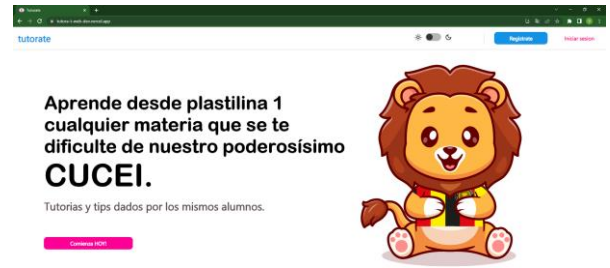 Tutorate
tutorate
Registrate
Iniciar sesion
Aprende desde plastilina 1
cualquier materia que se te
dificulte de nuestro poderosísimo
CUCEI.
Tutorias y tips dados por los mismos alumnos.
Comienza HOY!